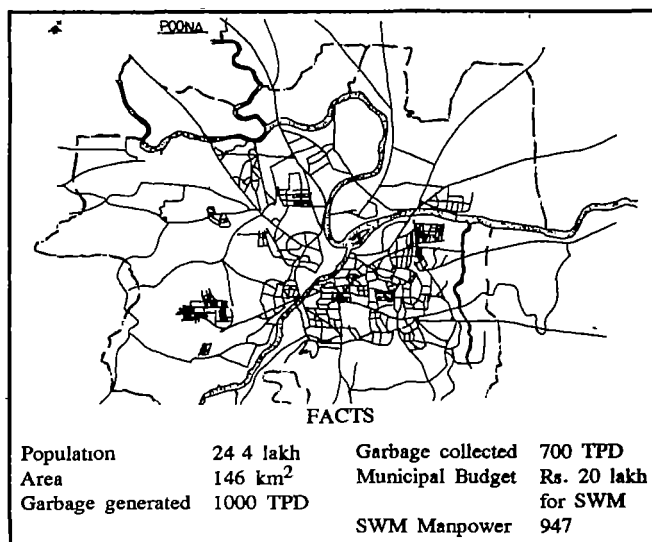 POONA
FACTS
Population 24 4 lakh
Area 146 km²
Garbage generated 1000 TPD
Garbage collected 700 TPD
Municipal Budget Rs. 20 lakh
for SWM
SWM Manpower 947